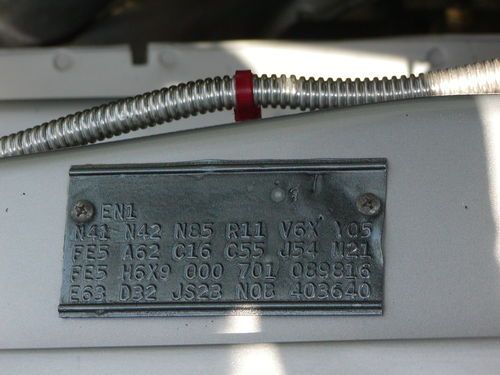 EN1
N41 N42 N85 R11 V6X Y05
FE5 A62 C16 C55 J54 M21
FE5 H6X9 000 701 089816
E63 D32 JS23 N0B 403640